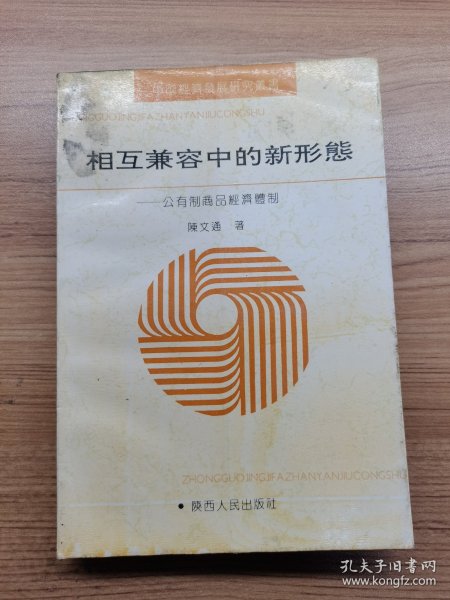 中國經濟發展研究叢書
ZHONGGUOJINGJIFAZHANYANJIUCONGSHU
相互兼容中的新形態
——公有制商品經濟體制
陳文通 著
ZHONGGUOJINGJIFAZHANYANJIUCONGSHU
•陝西人民出版社
孔夫子旧书网
www.kongfz.com